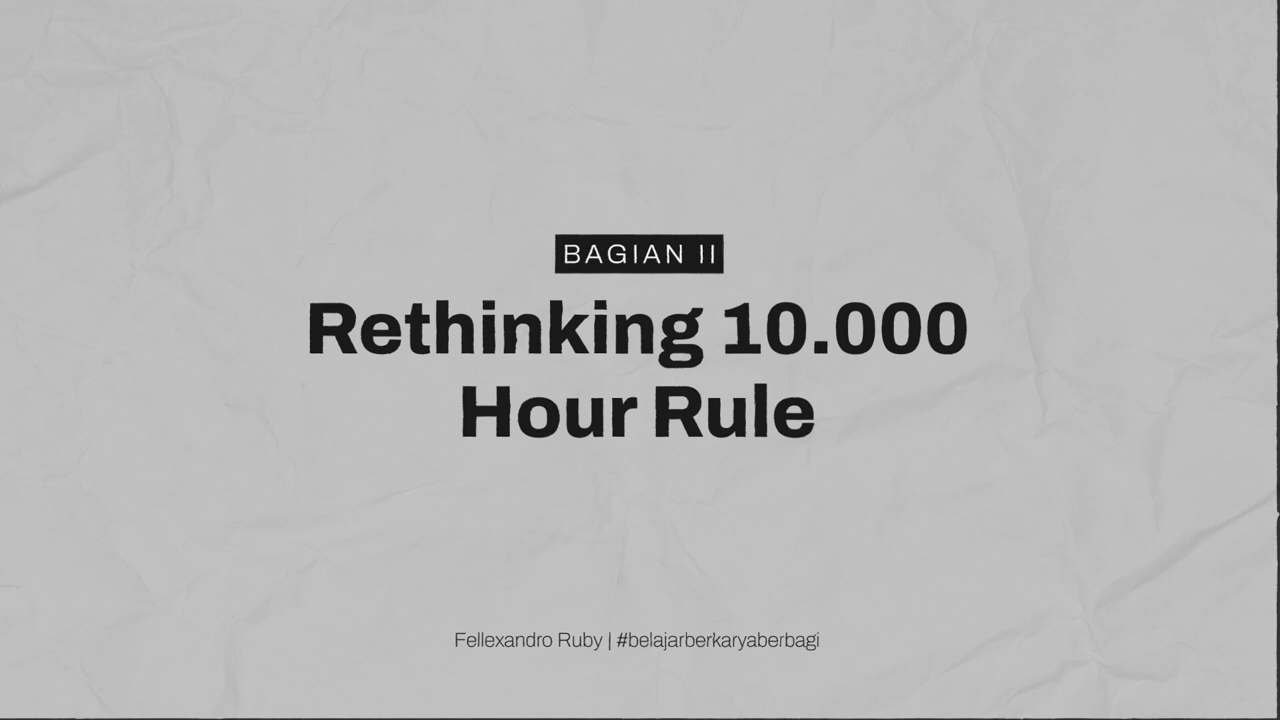 BAGIAN II
Rethinking 10.000
Hour Rule
Fellexandro Ruby | #belajarberkaryaberbagi